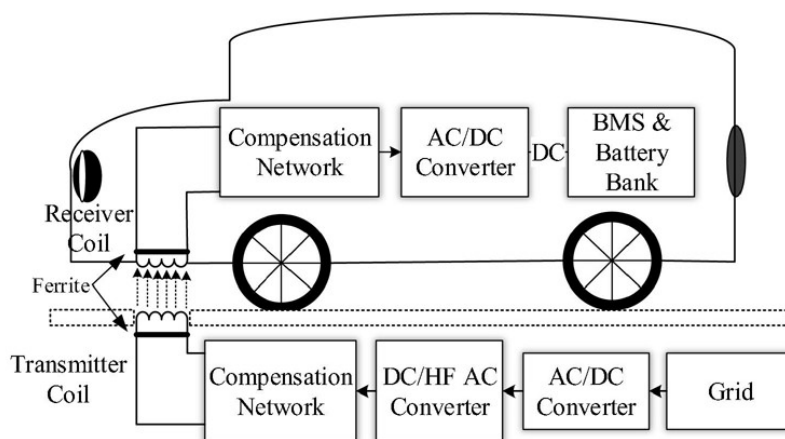 Compensation
Network
AC/DC
Converter
DC
BMS &
Battery
Bank
Receiver
Coil
Ferrite
Transmitter
Coil
Compensation
Network
DC/HF AC
Converter
AC/DC
Converter
Grid